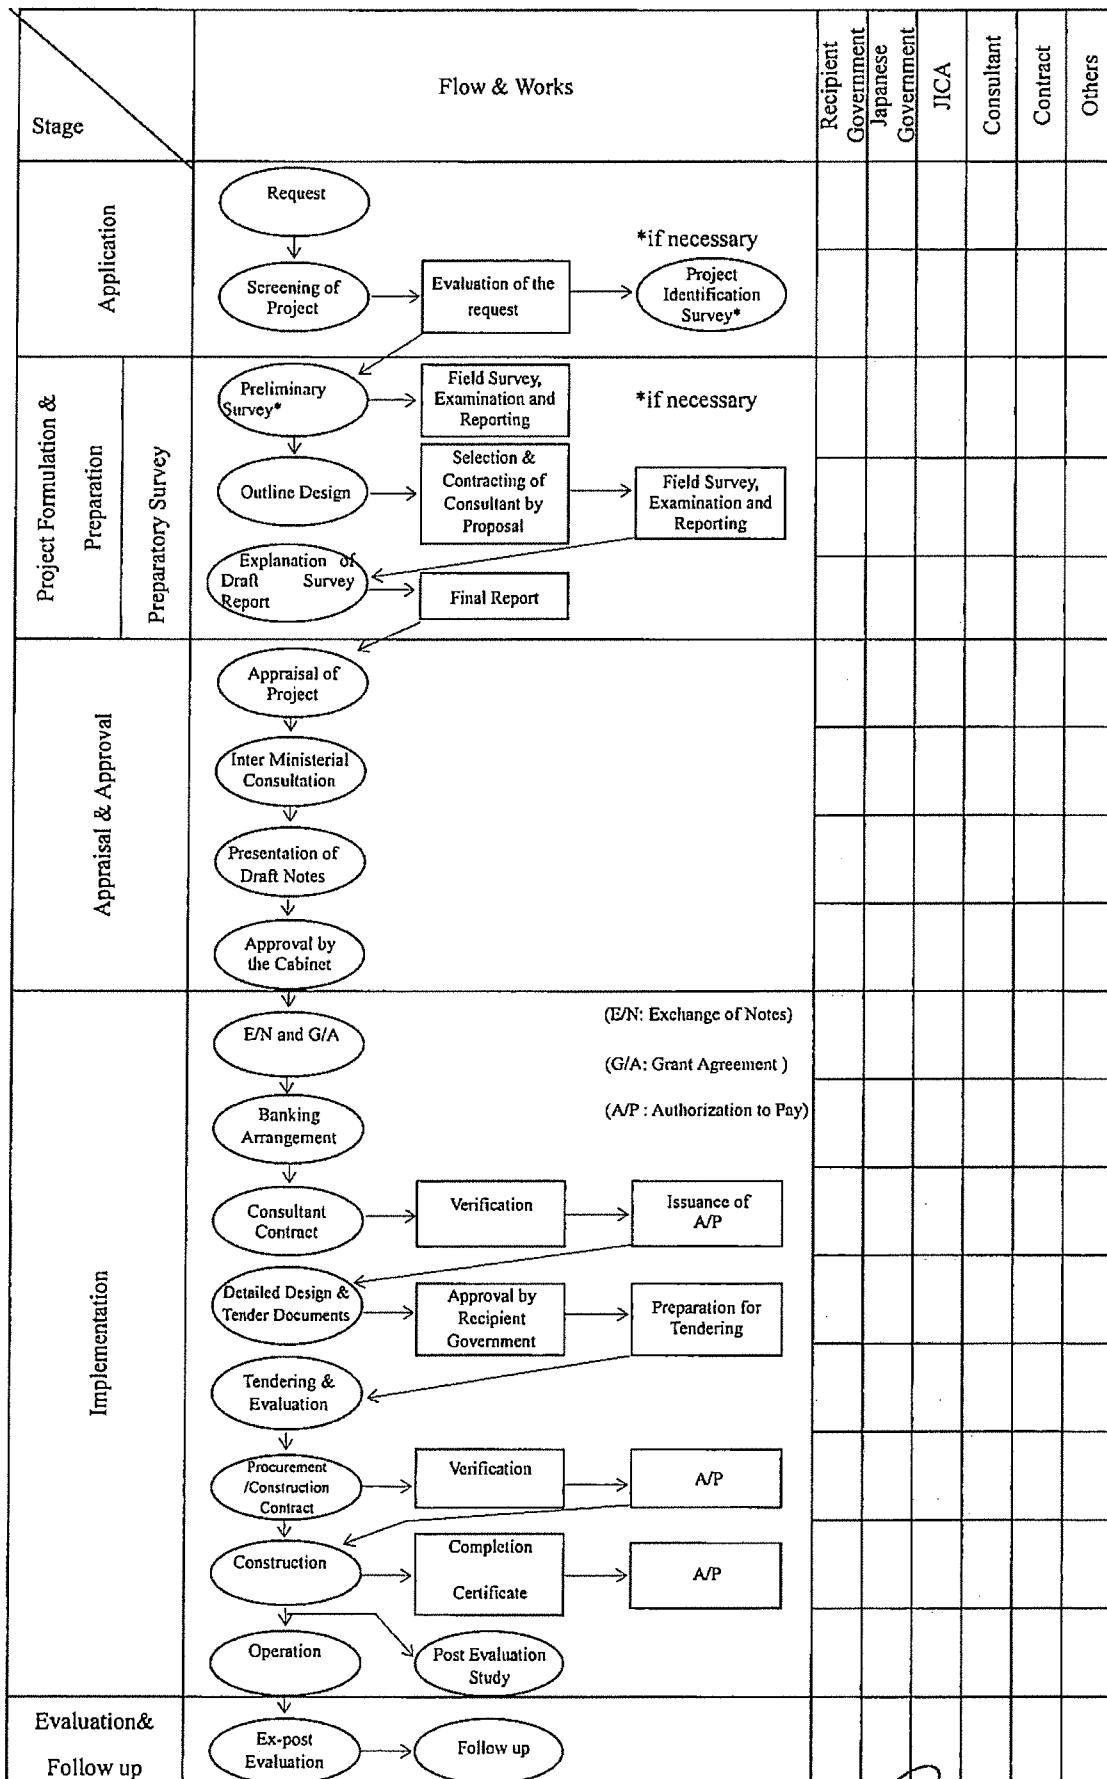 Stage
Flow & Works
Recipient
Government
Japanese
Government
JICA
Consultant
Contract
Others
Application
Request
*if necessary
Screening of
Project
Evaluation of the
request
Project
Identification
Survey*
Project Formulation &
Preparation
Preparatory Survey
Preliminary
Survey*
Field Survey,
Examination and
Reporting
*if necessary
Outline Design
Selection &
Contracting of
Consultant by
Proposal
Field Survey,
Examination and
Reporting
Explanation of
Draft Survey
Report
Final Report
Appraisal & Approval
Appraisal of
Project
Inter Ministerial
Consultation
Presentation of
Draft Notes
Approval by
the Cabinet
Implementation
E/N and G/A
(E/N: Exchange of Notes)
(G/A: Grant Agreement )
(A/P : Authorization to Pay)
Banking
Arrangement
Consultant
Contract
Verification
Issuance of
A/P
Detailed Design &
Tender Documents
Approval by
Recipient
Government
Preparation for
Tendering
Tendering &
Evaluation
Procurement
/Construction
Contract
Verification
A/P
Construction
Completion
Certificate
A/P
Operation
Post Evaluation
Study
Evaluation&
Follow up
Ex-post
Evaluation
Follow up